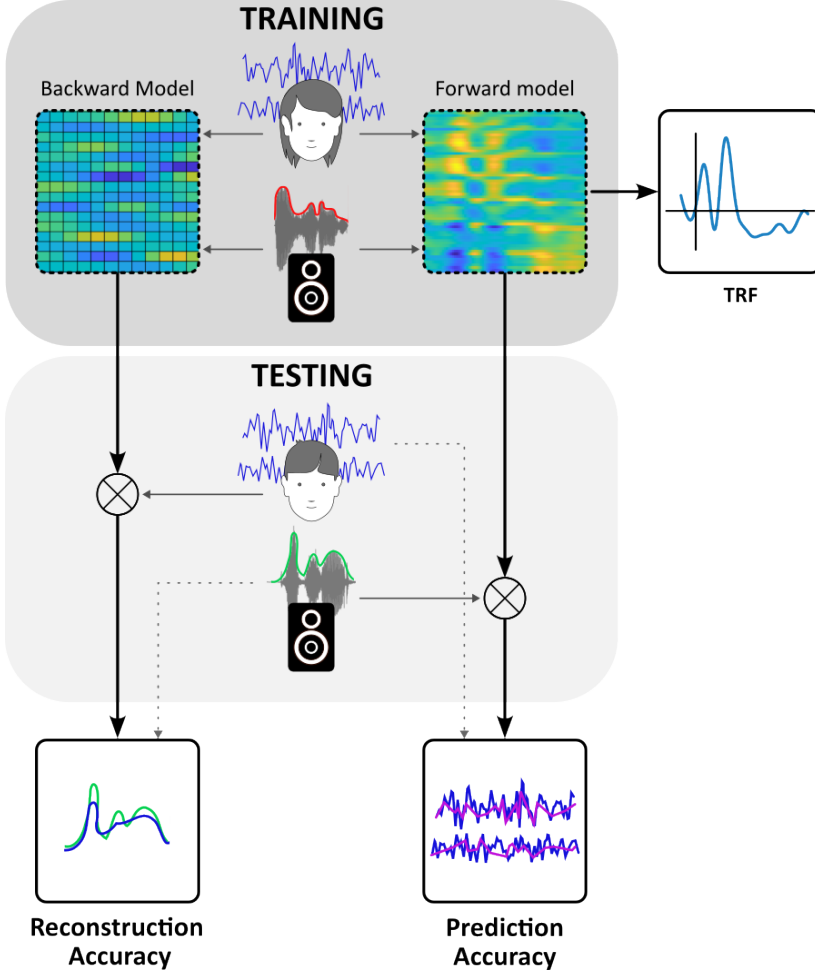 TRAINING
Backward Model
Forward model
TRF
TESTING
Reconstruction
Accuracy
Prediction
Accuracy